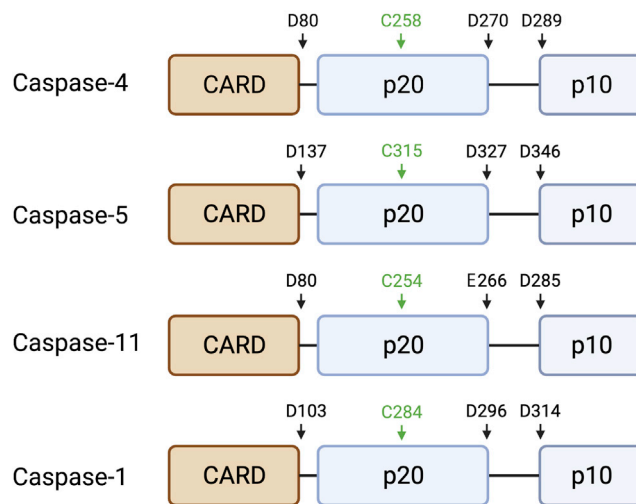 D80 C258 D270 D289
Caspase-4 CARD p20 p10
D137 C315 D327 D346
Caspase-5 CARD p20 p10
D80 C254 E266 D285
Caspase-11 CARD p20 p10
D103 C284 D296 D314
Caspase-1 CARD p20 p10